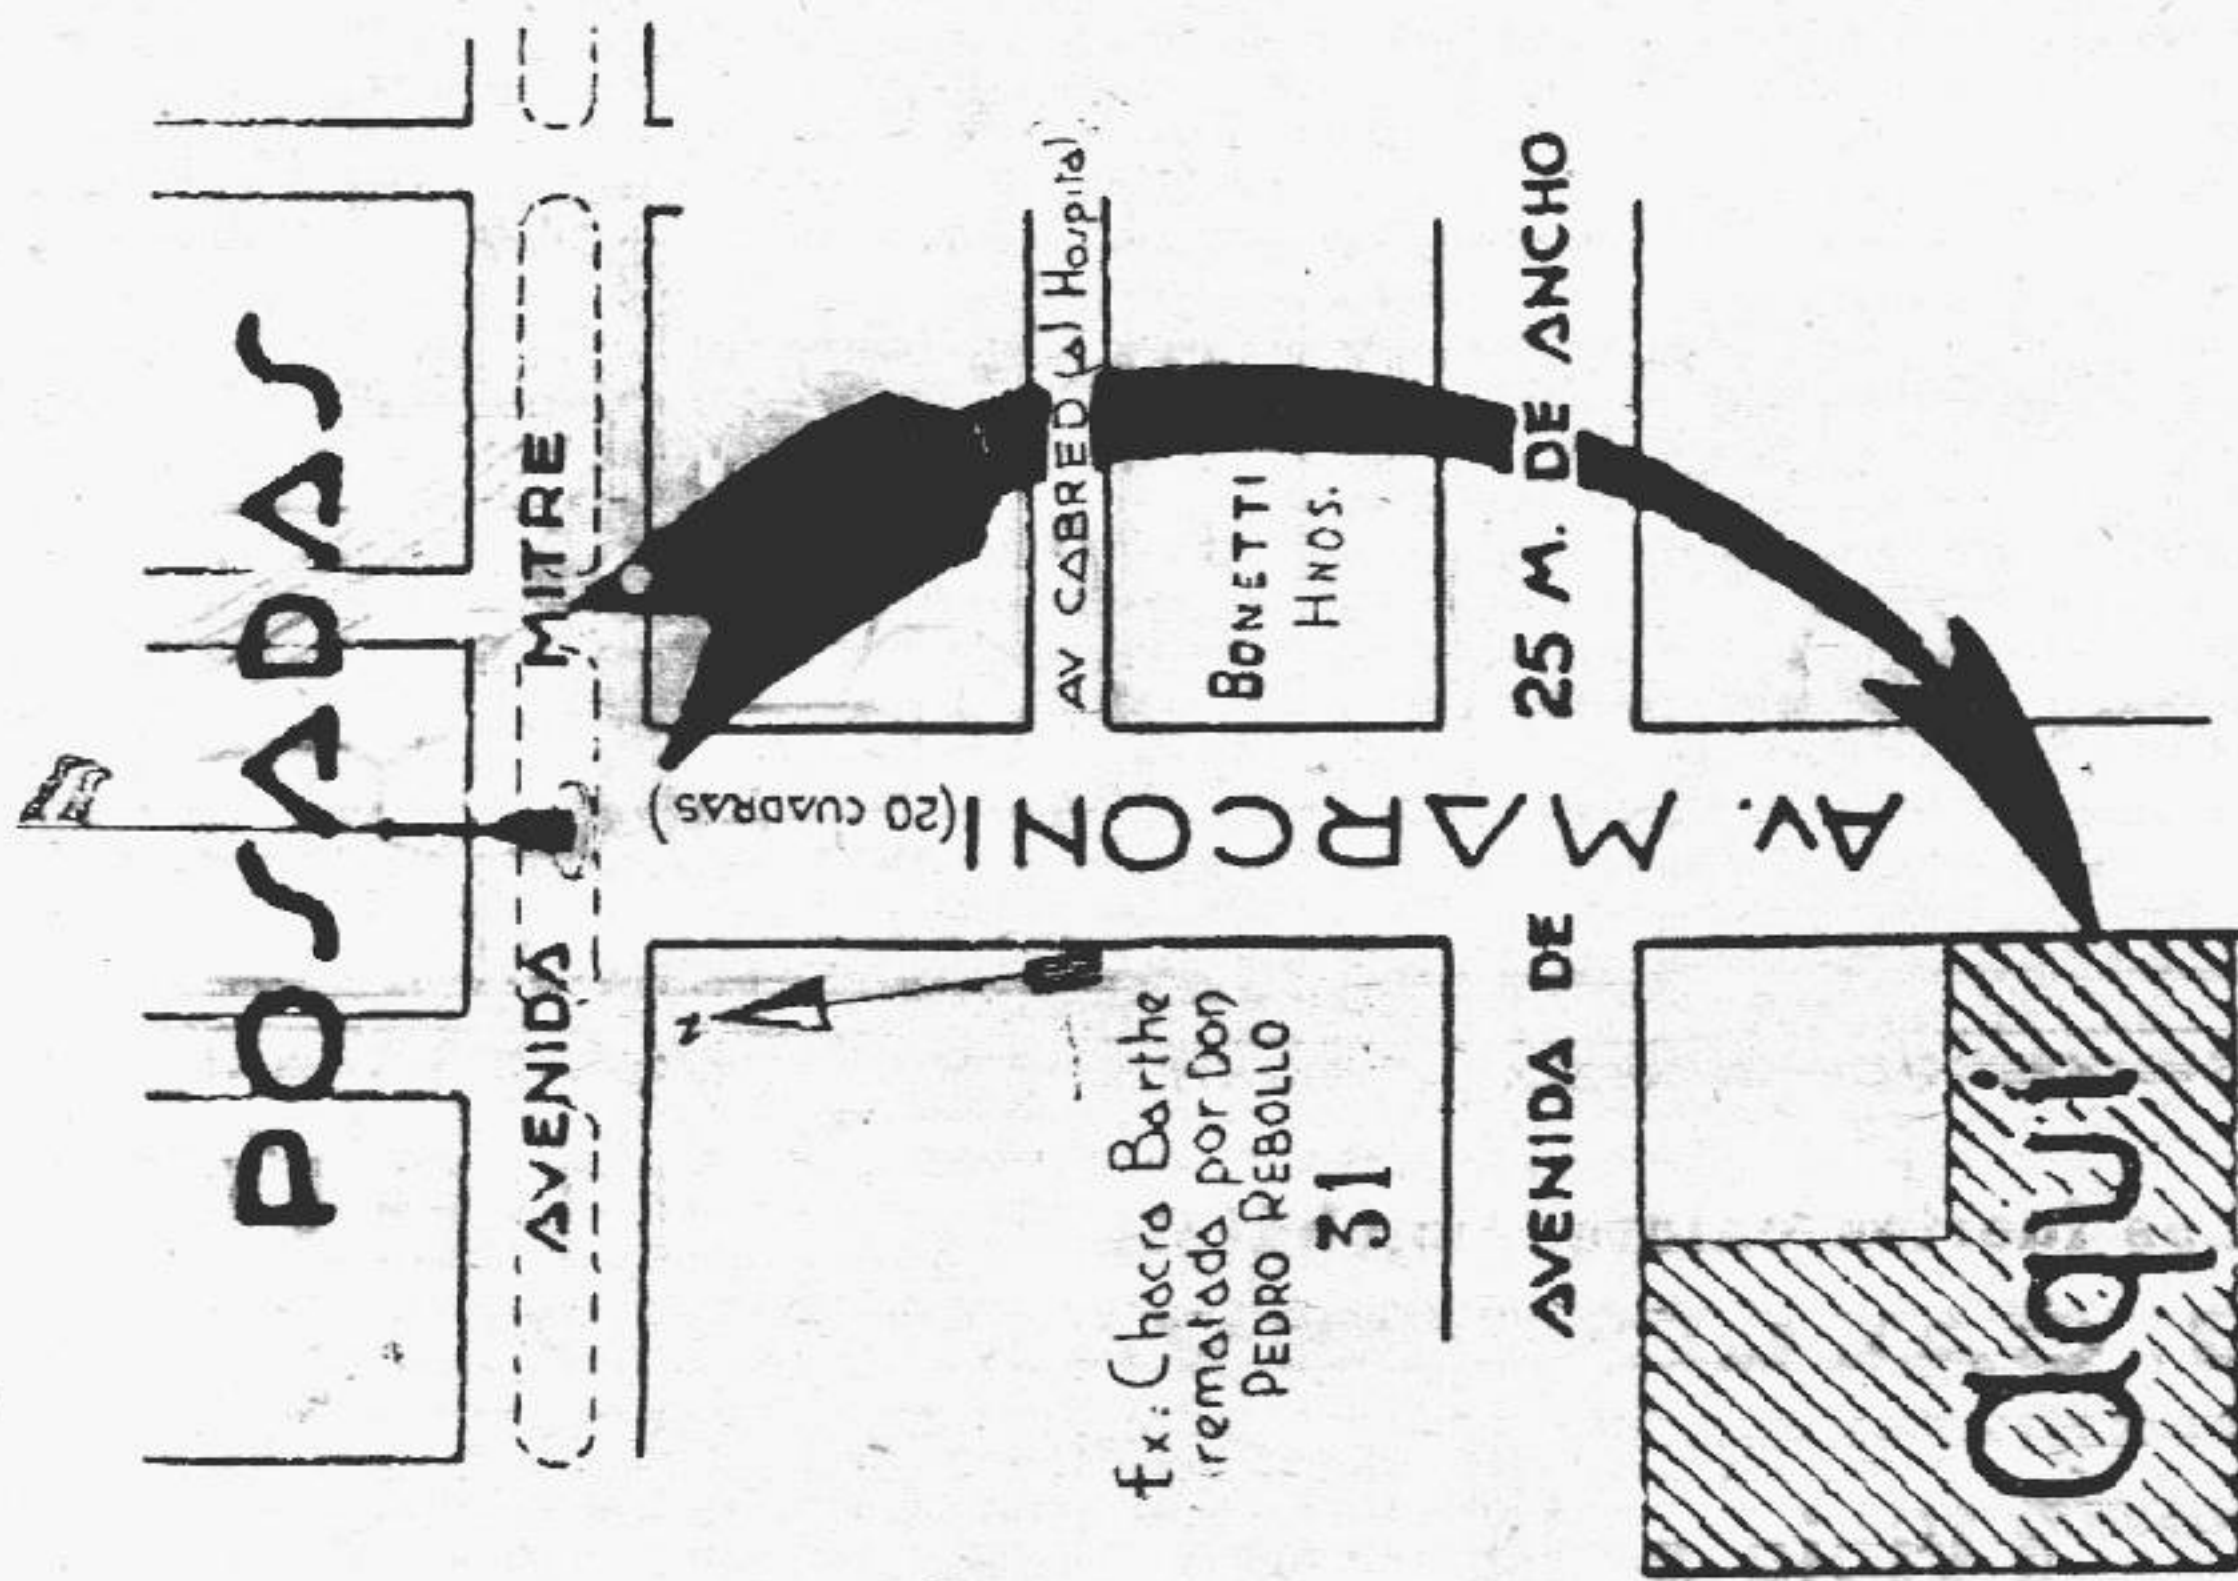 POSADAS
AVENIDA MITRE
N
(20 CUADRAS)
AV. MARCONI
AV CABRED (al Hospital)
BONETTI
HNOS.
Ex: Chacra Barthe
rematada por Don
PEDRO REBOLLO
31
AVENIDA DE 25 M. DE ANCHO
aqui